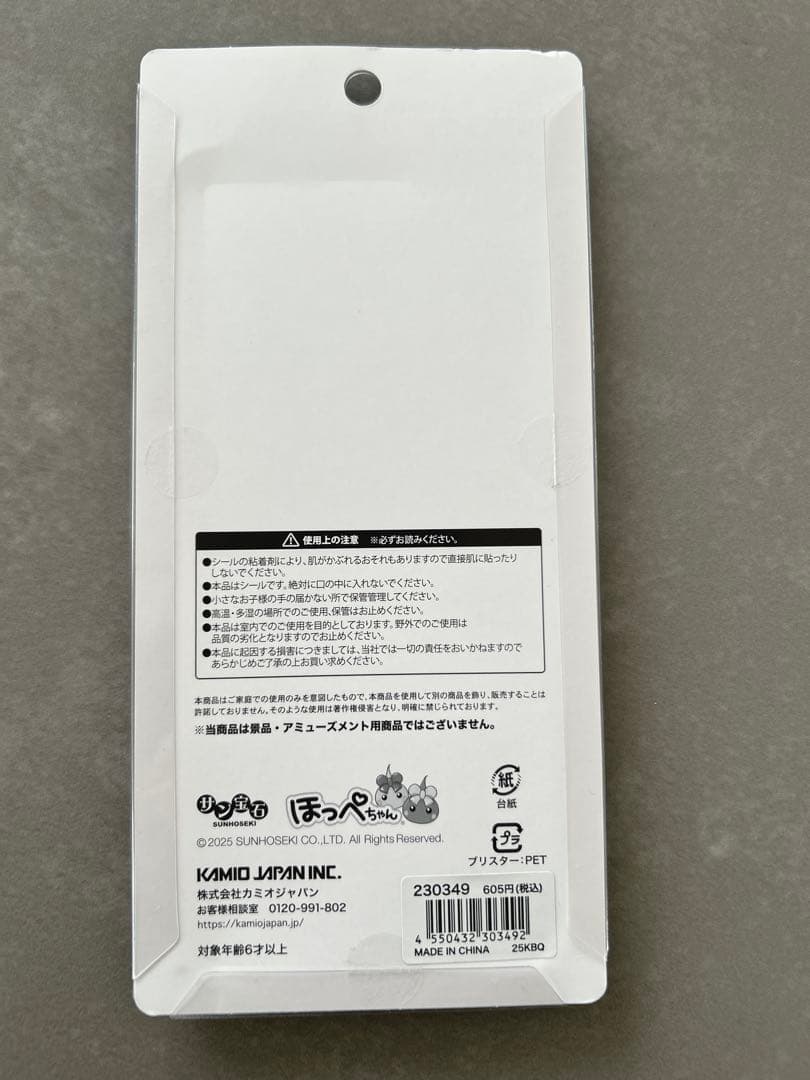 使用上の注意 ※必ずお読みください。
●シールの粘着剤により、肌がかぶれるおそれもありますので直接肌に貼ったり
しないでください。
●本品はシールです。絶対に口の中に入れないでください。
●小さなお子様の手の届かない所で保管管理してください。
●高温・多湿の場所でのご使用、保管はお止めください。
●本品は室内でのご使用を目的としております。野外でのご使用は
品質の劣化となりますのでお止めください。
●本品に起因する損害につきましては、当社では一切の責任をおいかねますので
あらかじめご了承の上お買い求めください。
本商品はご家庭での使用のみを意図したもので、本商品を使用して別の商品を飾り、販売することは
許諾しておりません。そのような使用は著作権侵害となり、明確に禁じられております。
※当商品は景品・アミューズメント用商品ではございません。
サン宝石
SUNHOSEKI
ほっぺちゃん
紙
台紙
©2025 SUNHOSEKI CO.,LTD. All Rights Reserved.
プラ
ブリスター:PET
KAMIO JAPAN INC.
株式会社カミオジャパン
お客様相談室 0120-991-802
https://kamiojapan.jp/
対象年齢6才以上
230349 605円(税込)
4 550432 303492
MADE IN CHINA 25KBQ